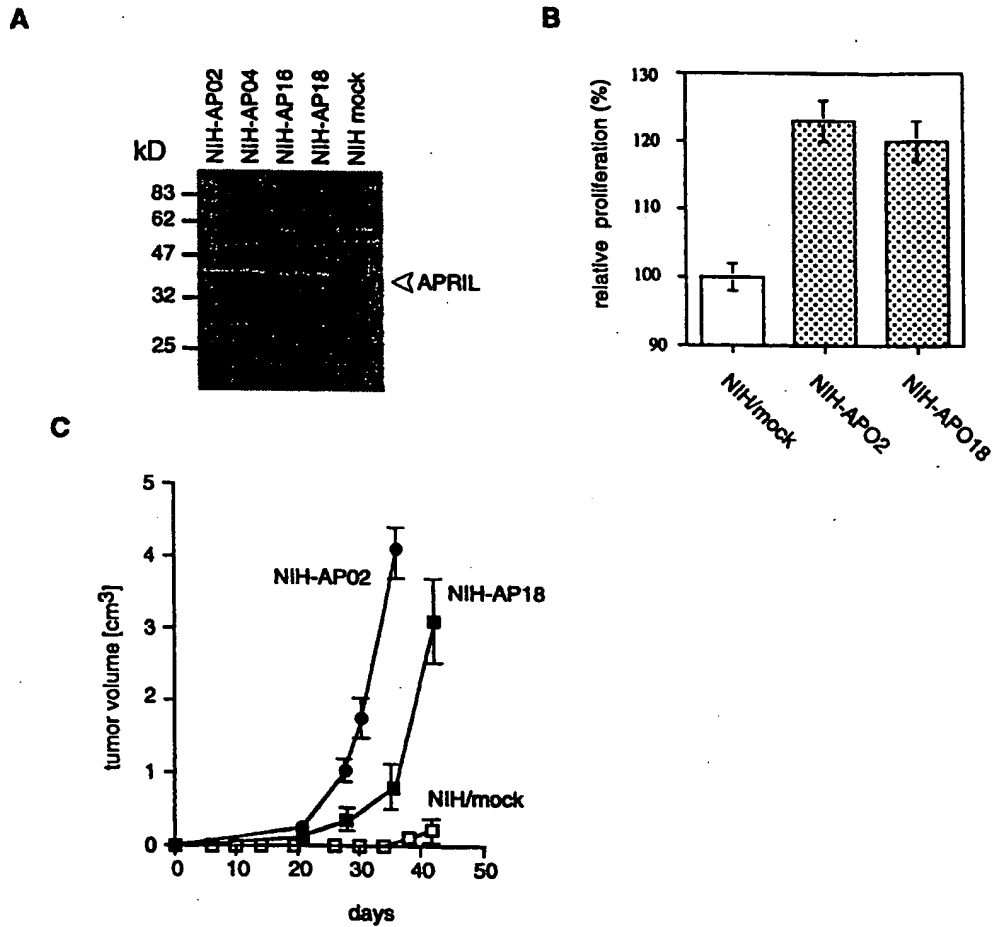 A
NIH-AP02
NIH-AP04
NIH-AP16
NIH-AP18
NIH mock
kD
83
62
47
32
25
APRIL
B
relative proliferation (%)
130
120
110
100
90
NIH/mock
NIH-APO2
NIH-APO18
C
tumor volume [cm3]
5
4
3
2
1
0
NIH-AP02
NIH-AP18
NIH/mock
0 10 20 30 40 50
days